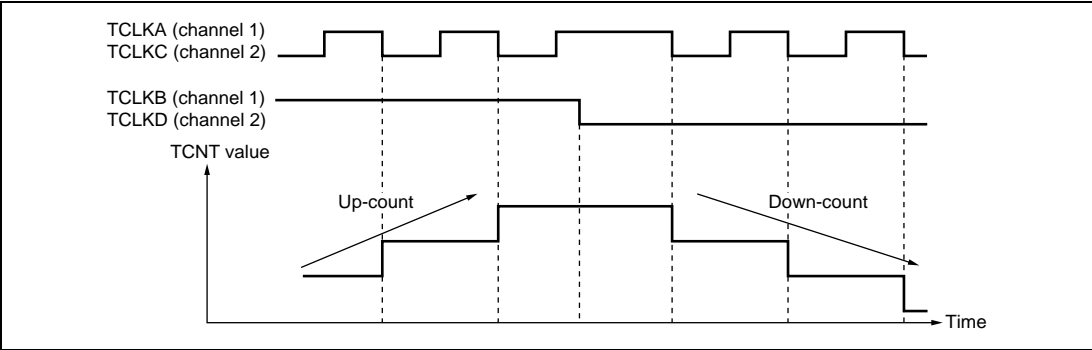 TCLKA (channel 1)
TCLKC (channel 2)
TCLKB (channel 1)
TCLKD (channel 2)
TCNT value
Up-count
Down-count
Time